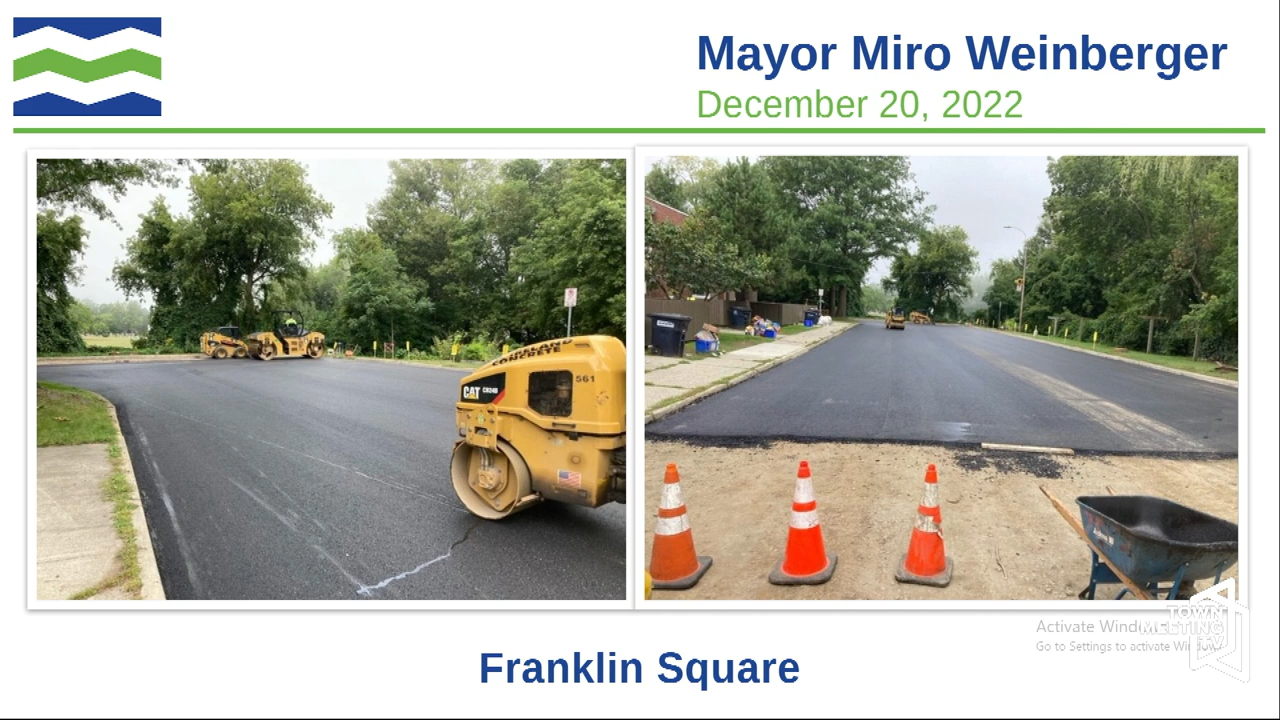 Mayor Miro Weinberger
December 20, 2022
CONCRETE
CAT
561
Franklin Square
TOWN
MEETING
TV
Activate Windows
Go to Settings to activate Windows.